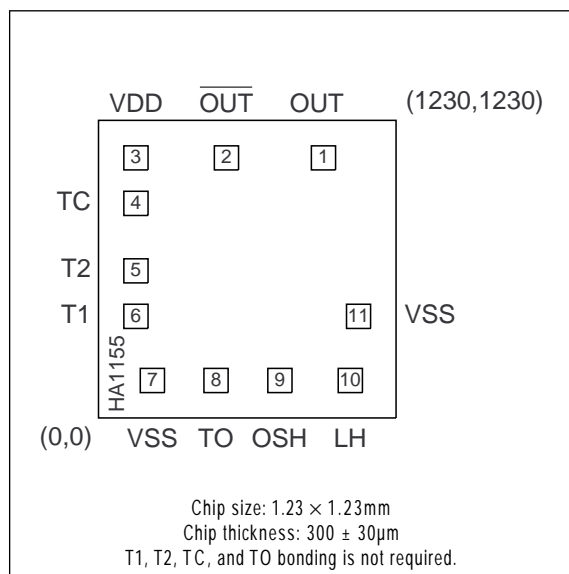 VDD OUT OUT (1230,1230)
3 2 1
TC 4
T2 5
T1 6 11 VSS
HA1155
7 8 9 10
(0,0) VSS TO OSH LH
Chip size: 1.23 × 1.23mm
Chip thickness: 300 ± 30μm
T1, T2, TC, and TO bonding is not required.